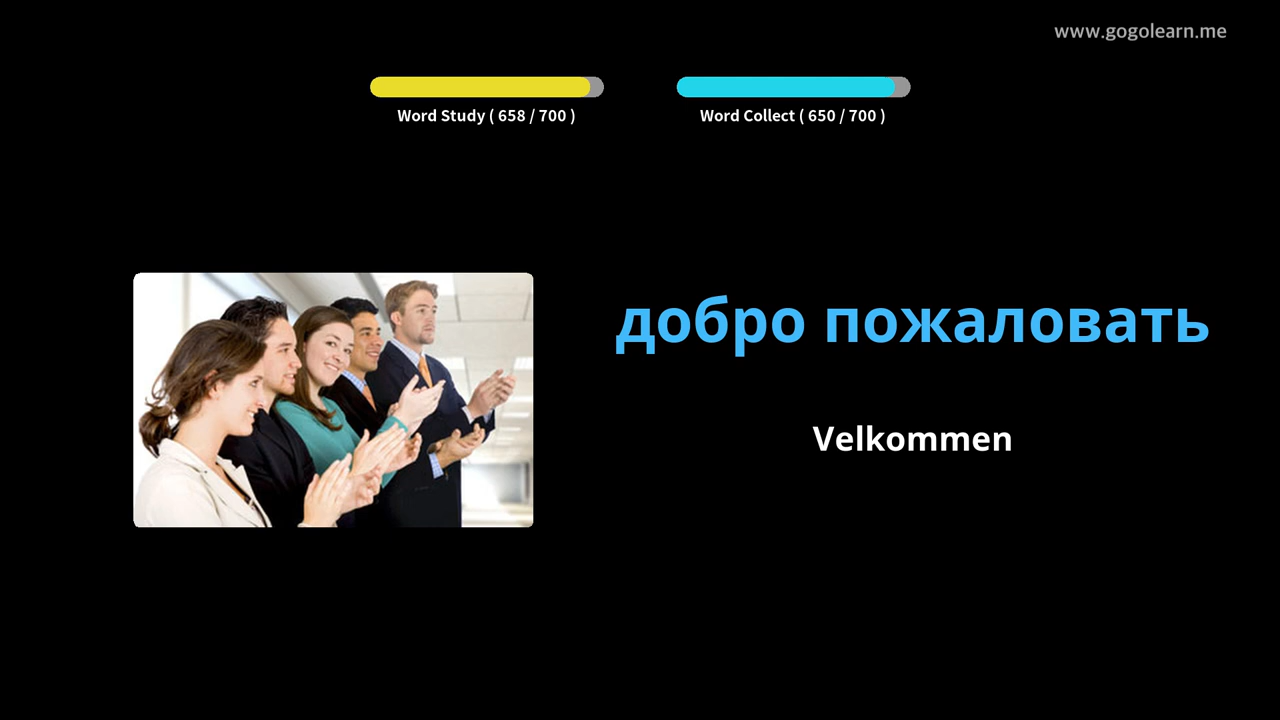 www.gogolearn.me
Word Study ( 658 / 700 )
Word Collect ( 650 / 700 )
добро пожаловать
Velkommen